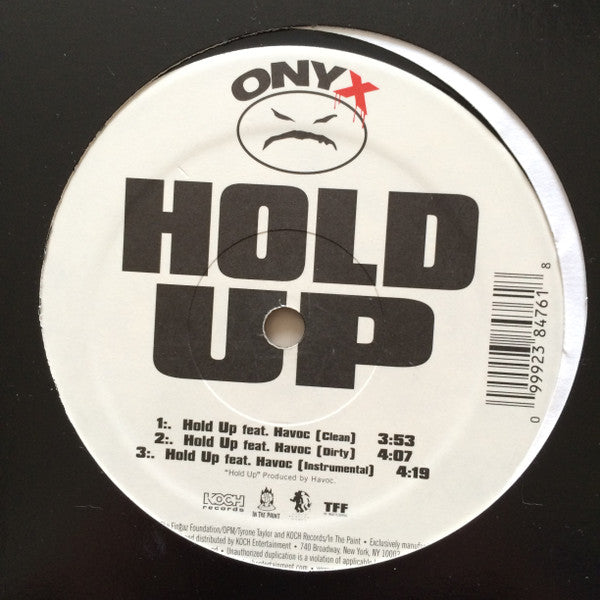 ONYX
HOLD
UP
1:. Hold Up feat. Havoc (Clean) 3:53
2:. Hold Up feat. Havoc (Dirty) 4:07
3:. Hold Up feat. Havoc (Instrumental) 4:19
"Hold Up" Produced by Havoc.
KOCH records
IN THE PAINT
TFF
Fingaz Foundation/OPM/Tyrone Taylor and KOCH Records/In The Paint • Exclusively
and distributed by KOCH Entertainment • 740 Broadway, New York, NY
• Unauthorized duplication is a violation of applicable
0 99923 84761 8